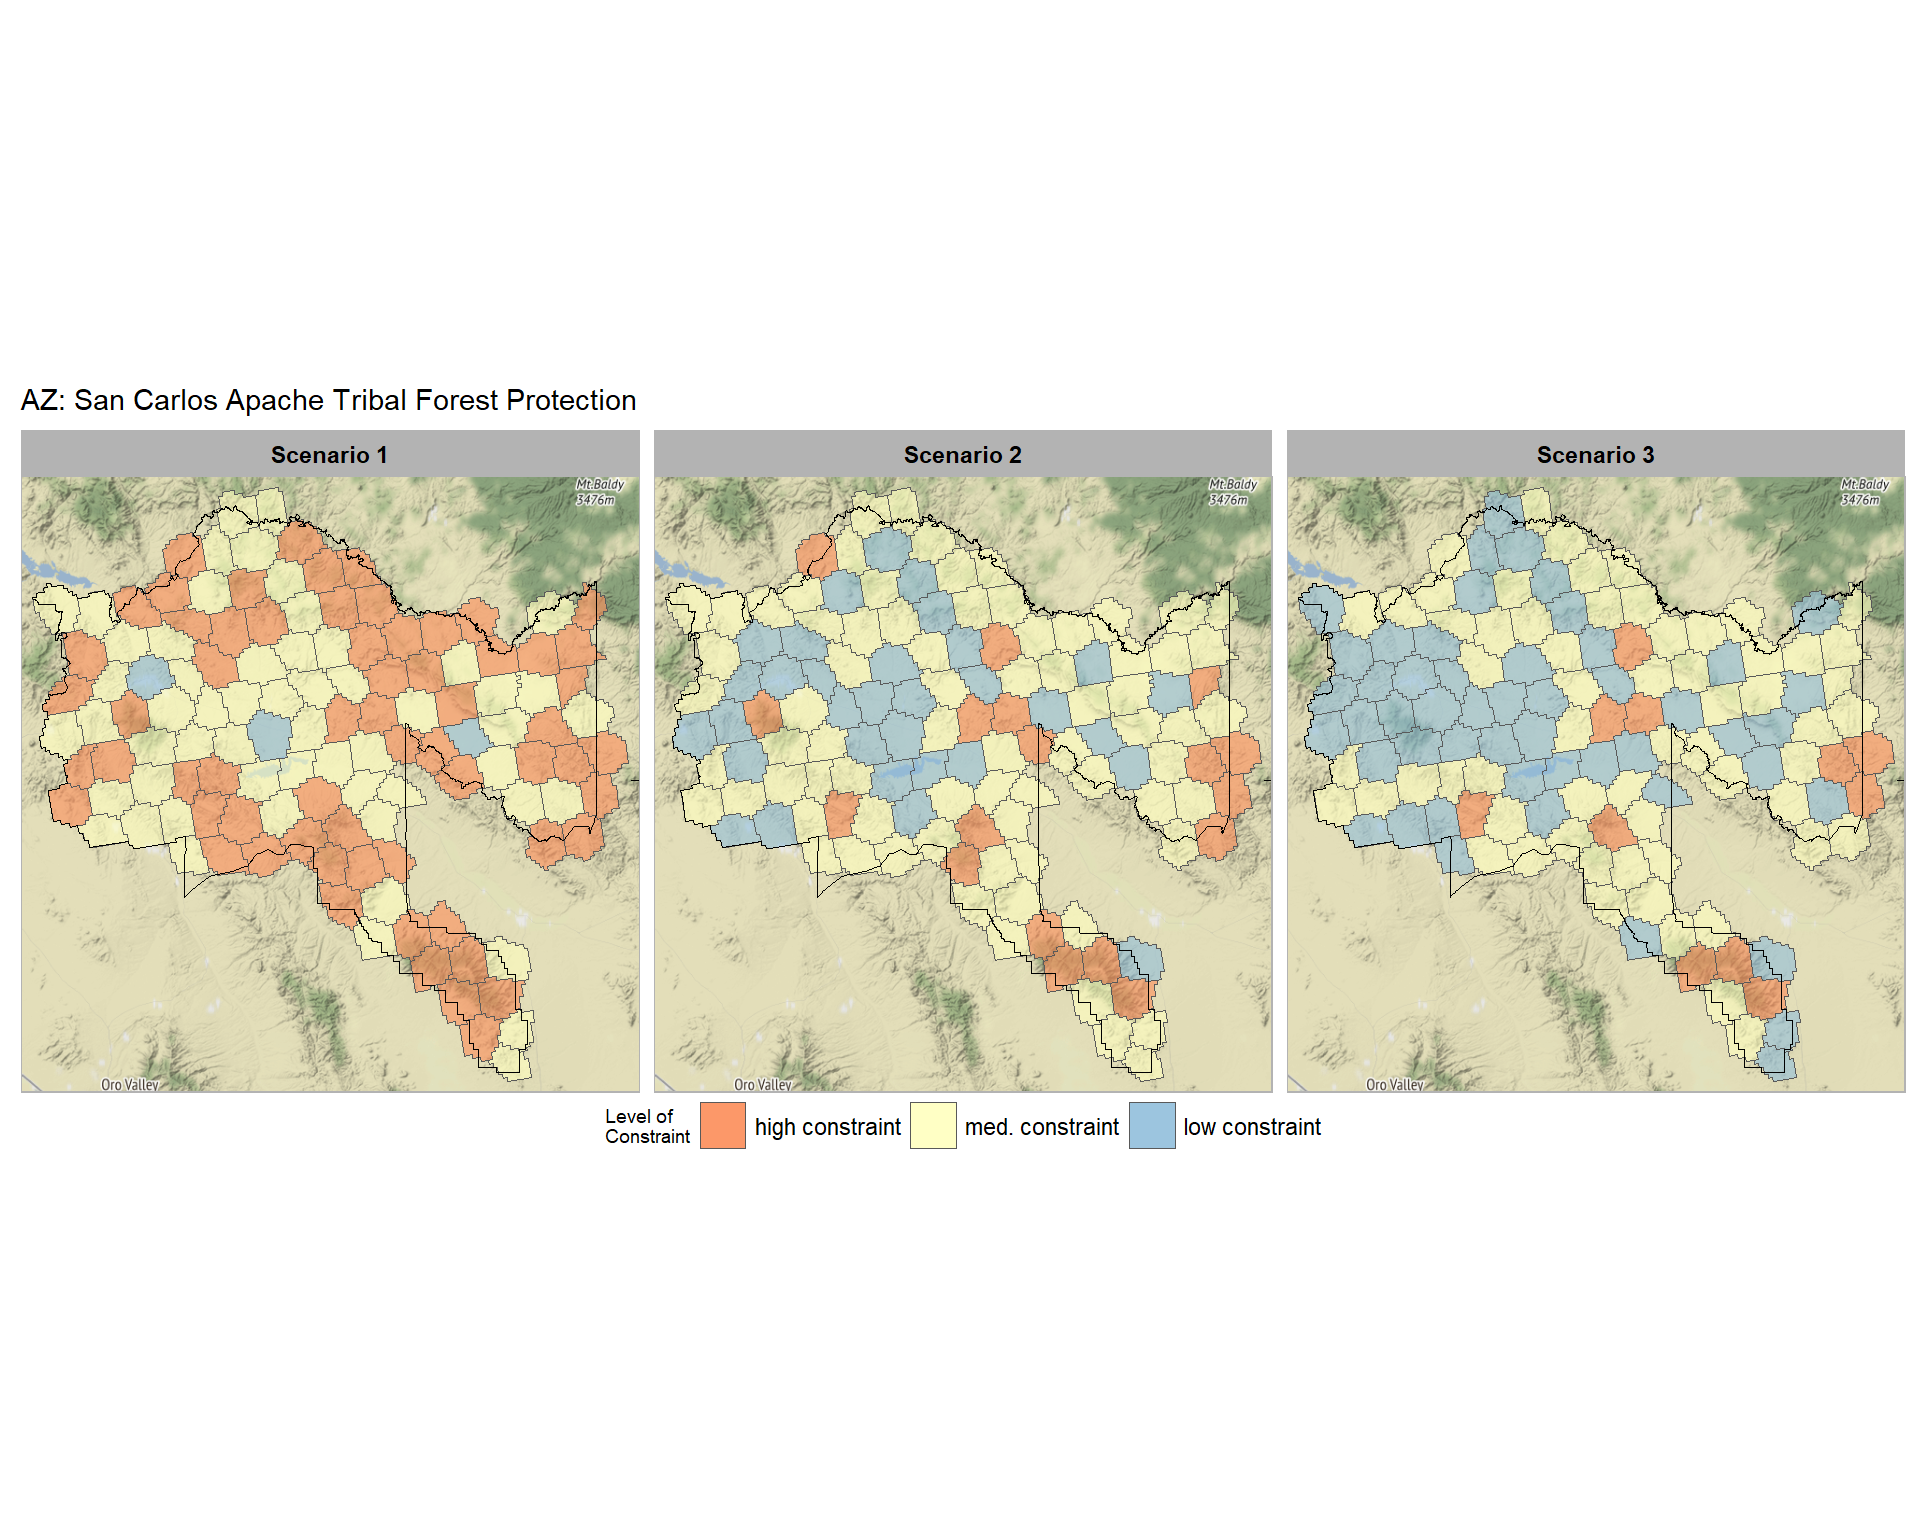 AZ: San Carlos Apache Tribal Forest Protection
Scenario 1
Scenario 2
Scenario 3
Mt.Baldy
3476m
Mt.Baldy
3476m
Mt.Baldy
3476m
Oro Valley
Oro Valley
Oro Valley
Level of
Constraint
high constraint
med. constraint
low constraint